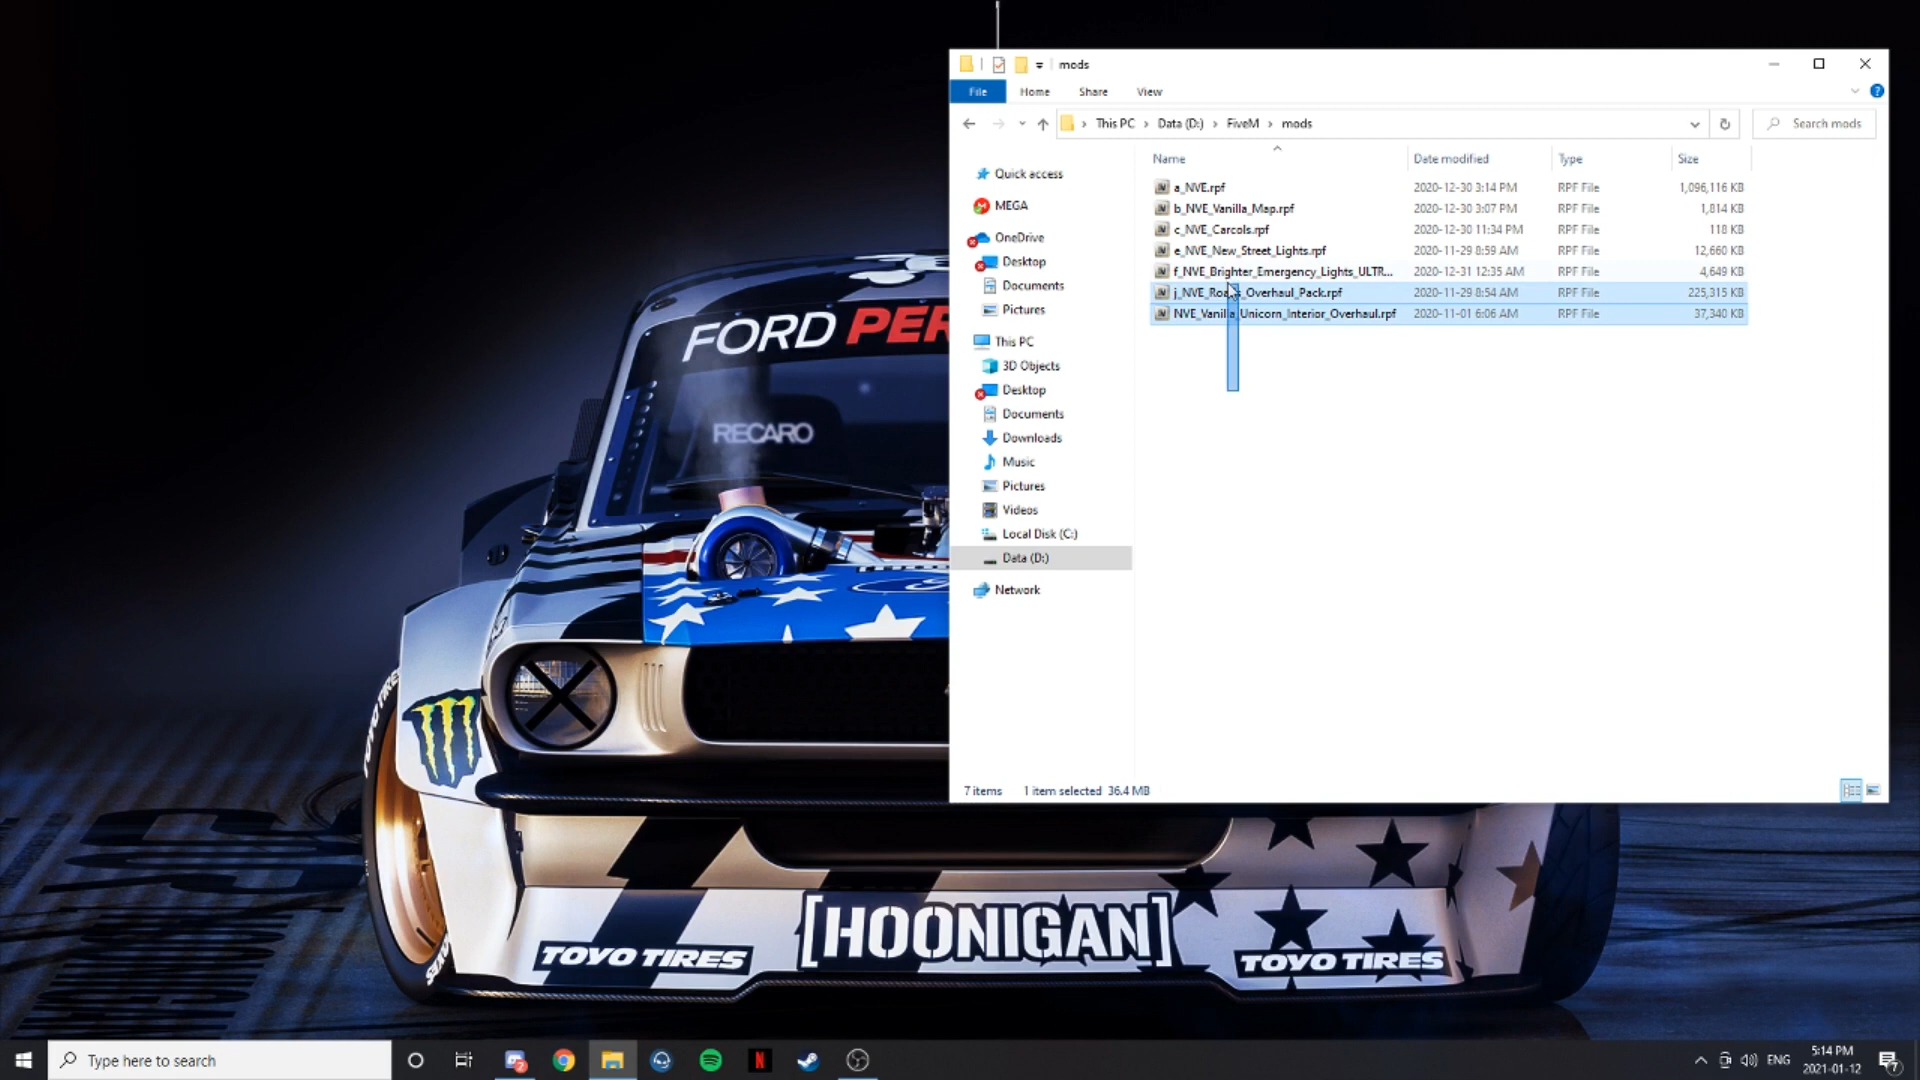 mods
File Home Share View
This PC Data (D:) FiveM mods
Search mods
Name Date modified Type Size
Quick access
MEGA
OneDrive
Desktop
Documents
Pictures
This PC
3D Objects
Desktop
Documents
Downloads
Music
Pictures
Videos
Local Disk (C:)
Data (D:)
Network
a_NVE.rpf 2020-12-30 3:14 PM RPF File 1,096,116 KB
b_NVE_Vanilla_Map.rpf 2020-12-30 3:07 PM RPF File 1,814 KB
c_NVE_Carcols.rpf 2020-12-30 11:34 PM RPF File 118 KB
e_NVE_New_Street_Lights.rpf 2020-11-29 8:59 AM RPF File 12,660 KB
f_NVE_Brighter_Emergency_Lights_ULTR... 2020-12-31 12:35 AM RPF File 4,649 KB
j_NVE_Roads_Overhaul_Pack.rpf 2020-11-29 8:54 AM RPF File 225,315 KB
NVE_Vanilla_Unicorn_Interior_Overhaul.rpf 2020-11-01 6:06 AM RPF File 37,340 KB
7 items 1 item selected 36.4 MB
FORD PER
RECARO
TOYO TIRES
[HOONIGAN]
TOYO TIRES
TOYO TIRES
Type here to search
ENG
5:14 PM
2021-01-12